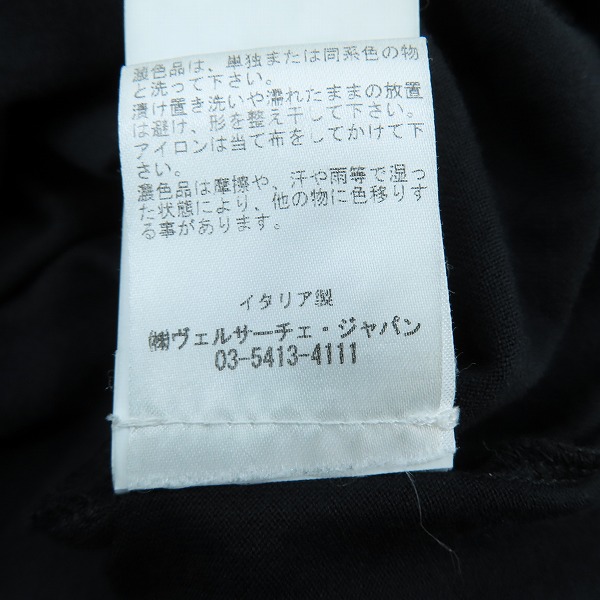 濃色品は、単独または同系色の物
と洗って下さい。
漬け置き洗いや濡れたままの放置
は避け、形を整え干して下さい。
アイロンは当て布をしてかけて下
さい。
濃色品は摩擦や、汗や雨等で湿っ
た状態により、他の物に色移りす
る事があります。
イタリア製
㈱ヴェルサーチェ・ジャパン
03-5413-4111